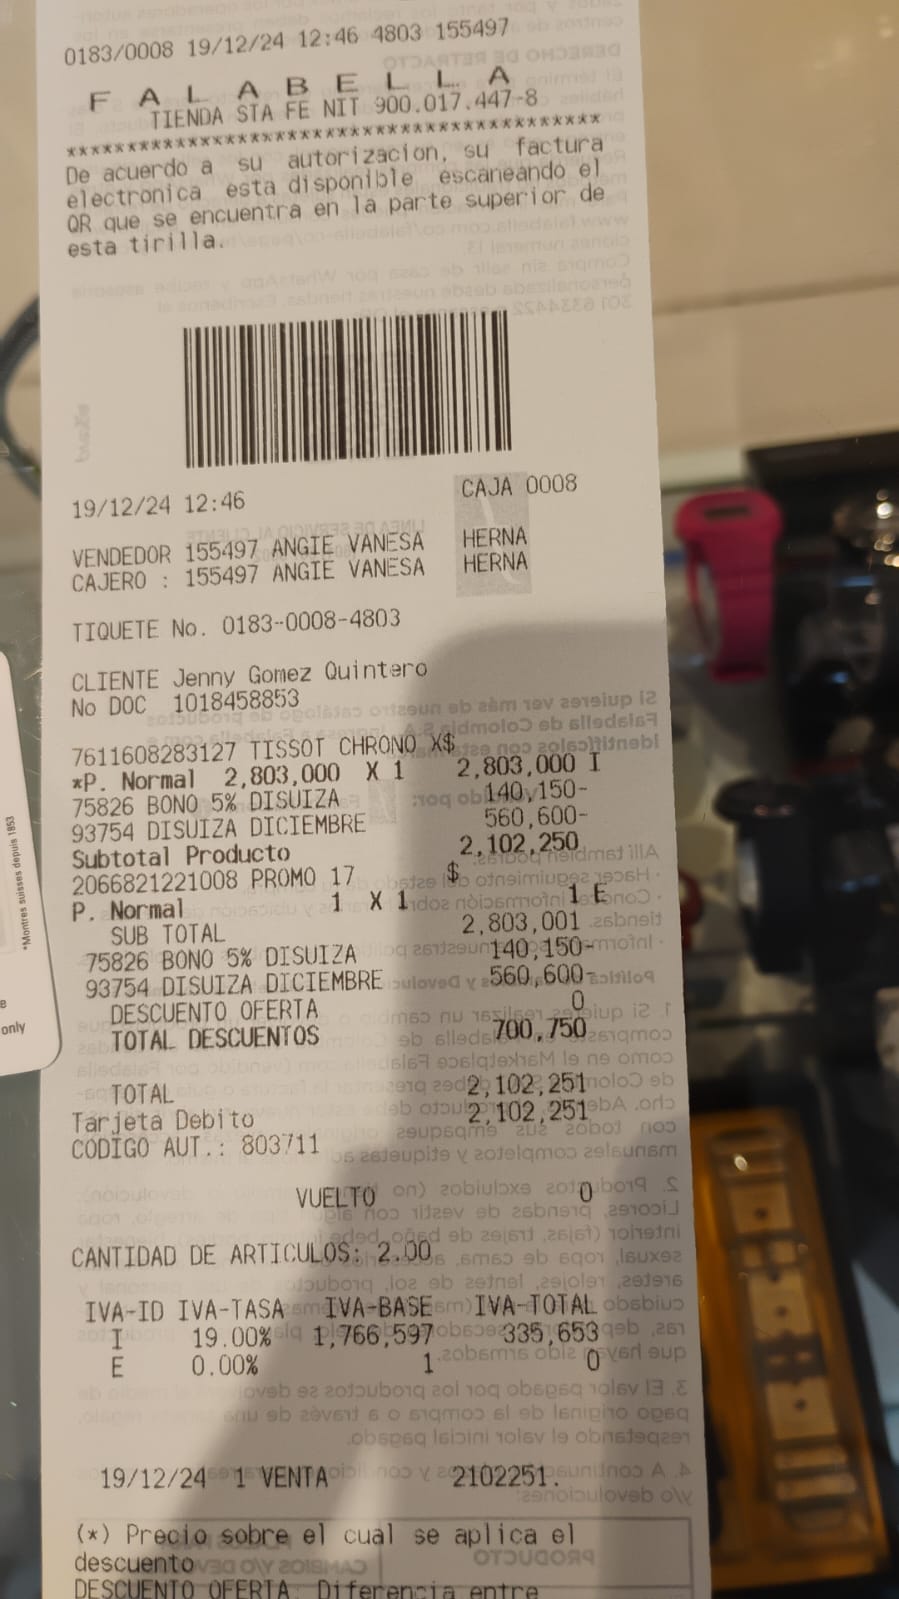 0183/0008 19/12/24 12:46 4803 155497
F A L A B E L L A
TIENDA STA FE NIT 900.017.447-8
******************************************
De acuerdo a su autorizacion, su factura
electronica esta disponible escaneando el
QR que se encuentra en la parte superior de
esta tirilla.
19/12/24 12:46 CAJA 0008
VENDEDOR 155497 ANGIE VANESA HERNA
CAJERO : 155497 ANGIE VANESA HERNA
TIQUETE No. 0183-0008-4803
CLIENTE Jenny Gomez Quintero
No DOC 1018458853
7611608283127 TISSOT CHRONO X$
*P. Normal 2,803,000 X 1 2,803,000 I
75826 BONO 5% DISUIZA 140,150-
93754 DISUIZA DICIEMBRE 560,600-
Subtotal Producto 2,102,250
2066821221008 PROMO 17 $
P. Normal 1 X 1 1 E
SUB TOTAL 2,803,001
75826 BONO 5% DISUIZA 140,150-
93754 DISUIZA DICIEMBRE 560,600-
DESCUENTO OFERTA 0
TOTAL DESCUENTOS 700,750
TOTAL 2,102,251
Tarjeta Debito 2,102,251
CODIGO AUT.: 803711
VUELTO 0
CANTIDAD DE ARTICULOS: 2.00
IVA-ID IVA-TASA IVA-BASE IVA-TOTAL
I 19.00% 1,766,597 335,653
E 0.00% 1 0
19/12/24 1 VENTA 2102251.
(*) Precio sobre el cual se aplica el
descuento
DESCUENTO OFERTA: Diferencia entre
*Montres suisses depuis 1853
only